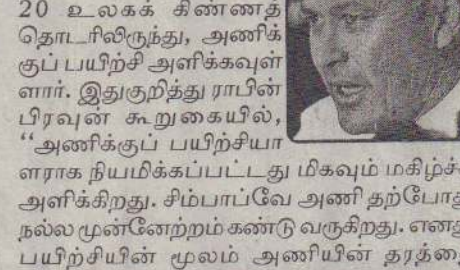 20 உலகக் கிண்ணத்
தொடரிலிருந்து, அணிக்
குப் பயிற்சி அளிக்கவுள்
ளார். இதுகுறித்து ராபின்
பிரவுன் கூறுகையில்,
“அணிக்குப் பயிற்சியா
ளராக நியமிக்கப்பட்டது மிகவும் மகிழ்ச்சி
அளிக்கிறது. சிம்பாப்வே அணி தற்போது
நல்ல முன்னேற்றம் கண்டு வருகிறது. எனது
பயிற்சியின் மூலம் அணியின் தரத்தை